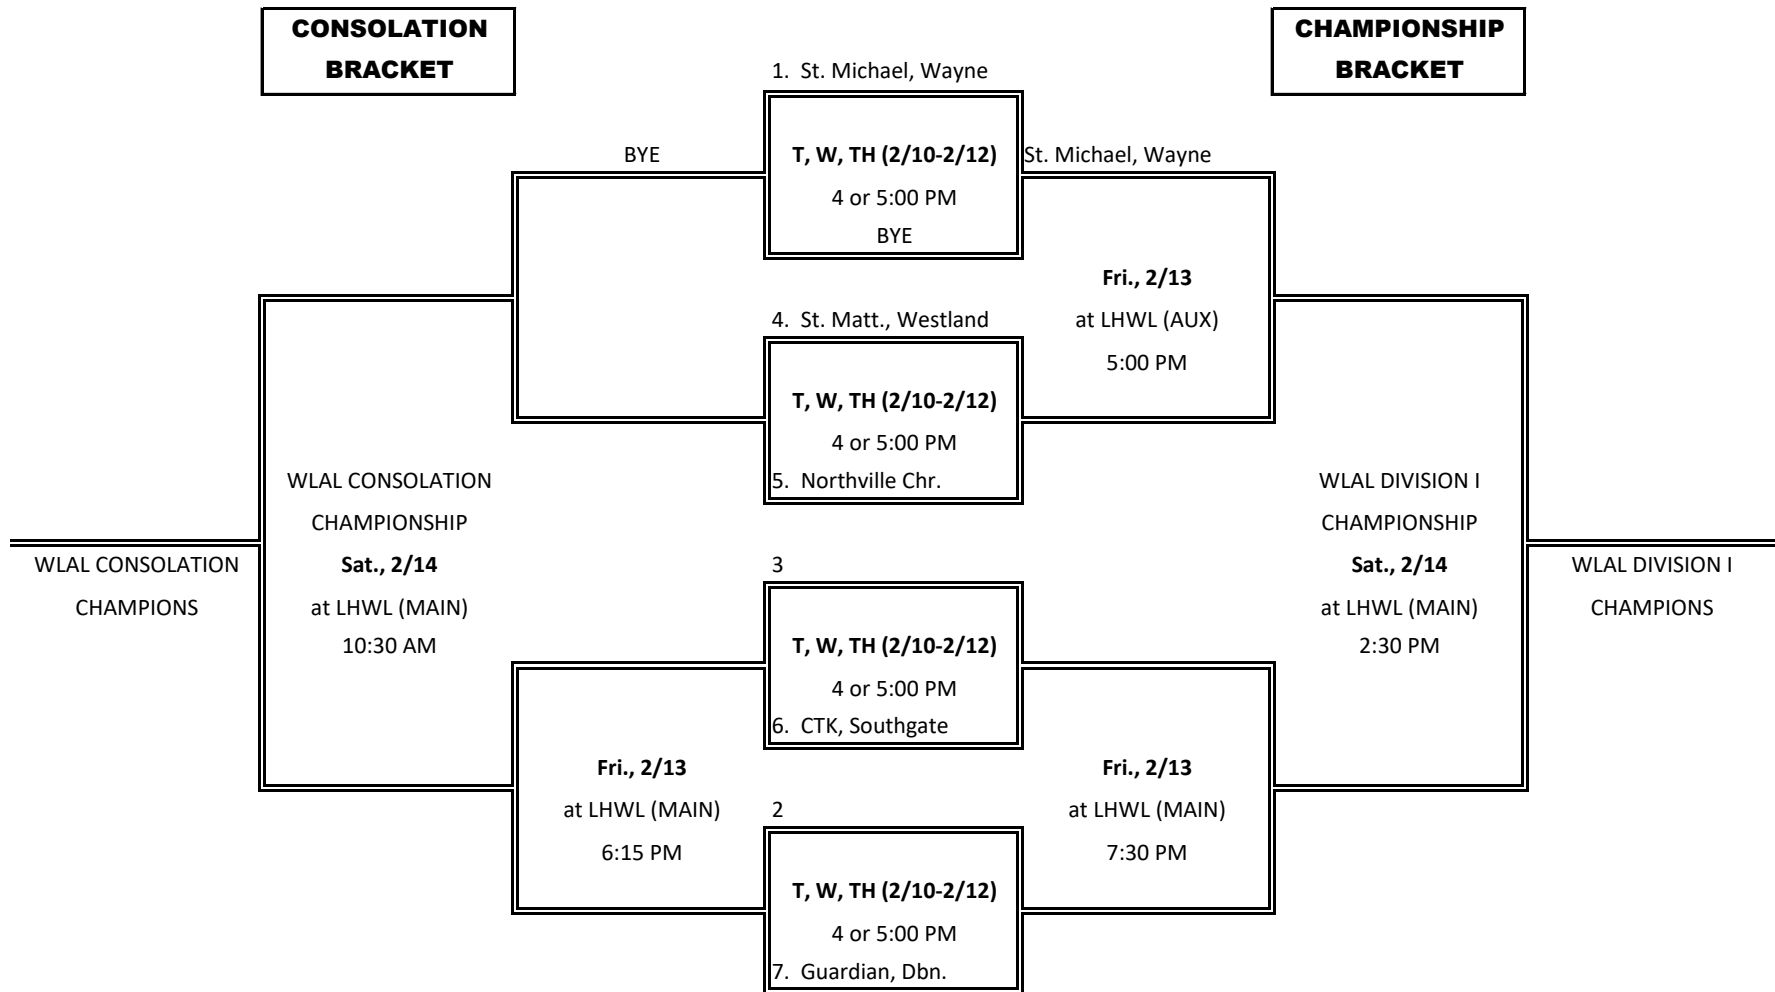 CONSOLATION
BRACKET
CHAMPIONSHIP
BRACKET
1. St. Michael, Wayne
BYE
T, W, TH (2/10-2/12)
St. Michael, Wayne
4 or 5:00 PM
BYE
Fri., 2/13
at LHWL (AUX)
5:00 PM
4. St. Matt., Westland
T, W, TH (2/10-2/12)
4 or 5:00 PM
5. Northville Chr.
WLAL CONSOLATION
CHAMPIONSHIP
Sat., 2/14
at LHWL (MAIN)
10:30 AM
WLAL CONSOLATION
CHAMPIONS
WLAL DIVISION I
CHAMPIONSHIP
Sat., 2/14
at LHWL (MAIN)
2:30 PM
WLAL DIVISION I
CHAMPIONS
3
T, W, TH (2/10-2/12)
4 or 5:00 PM
6. CTK, Southgate
Fri., 2/13
at LHWL (MAIN)
6:15 PM
Fri., 2/13
at LHWL (MAIN)
7:30 PM
2
T, W, TH (2/10-2/12)
4 or 5:00 PM
7. Guardian, Dbn.